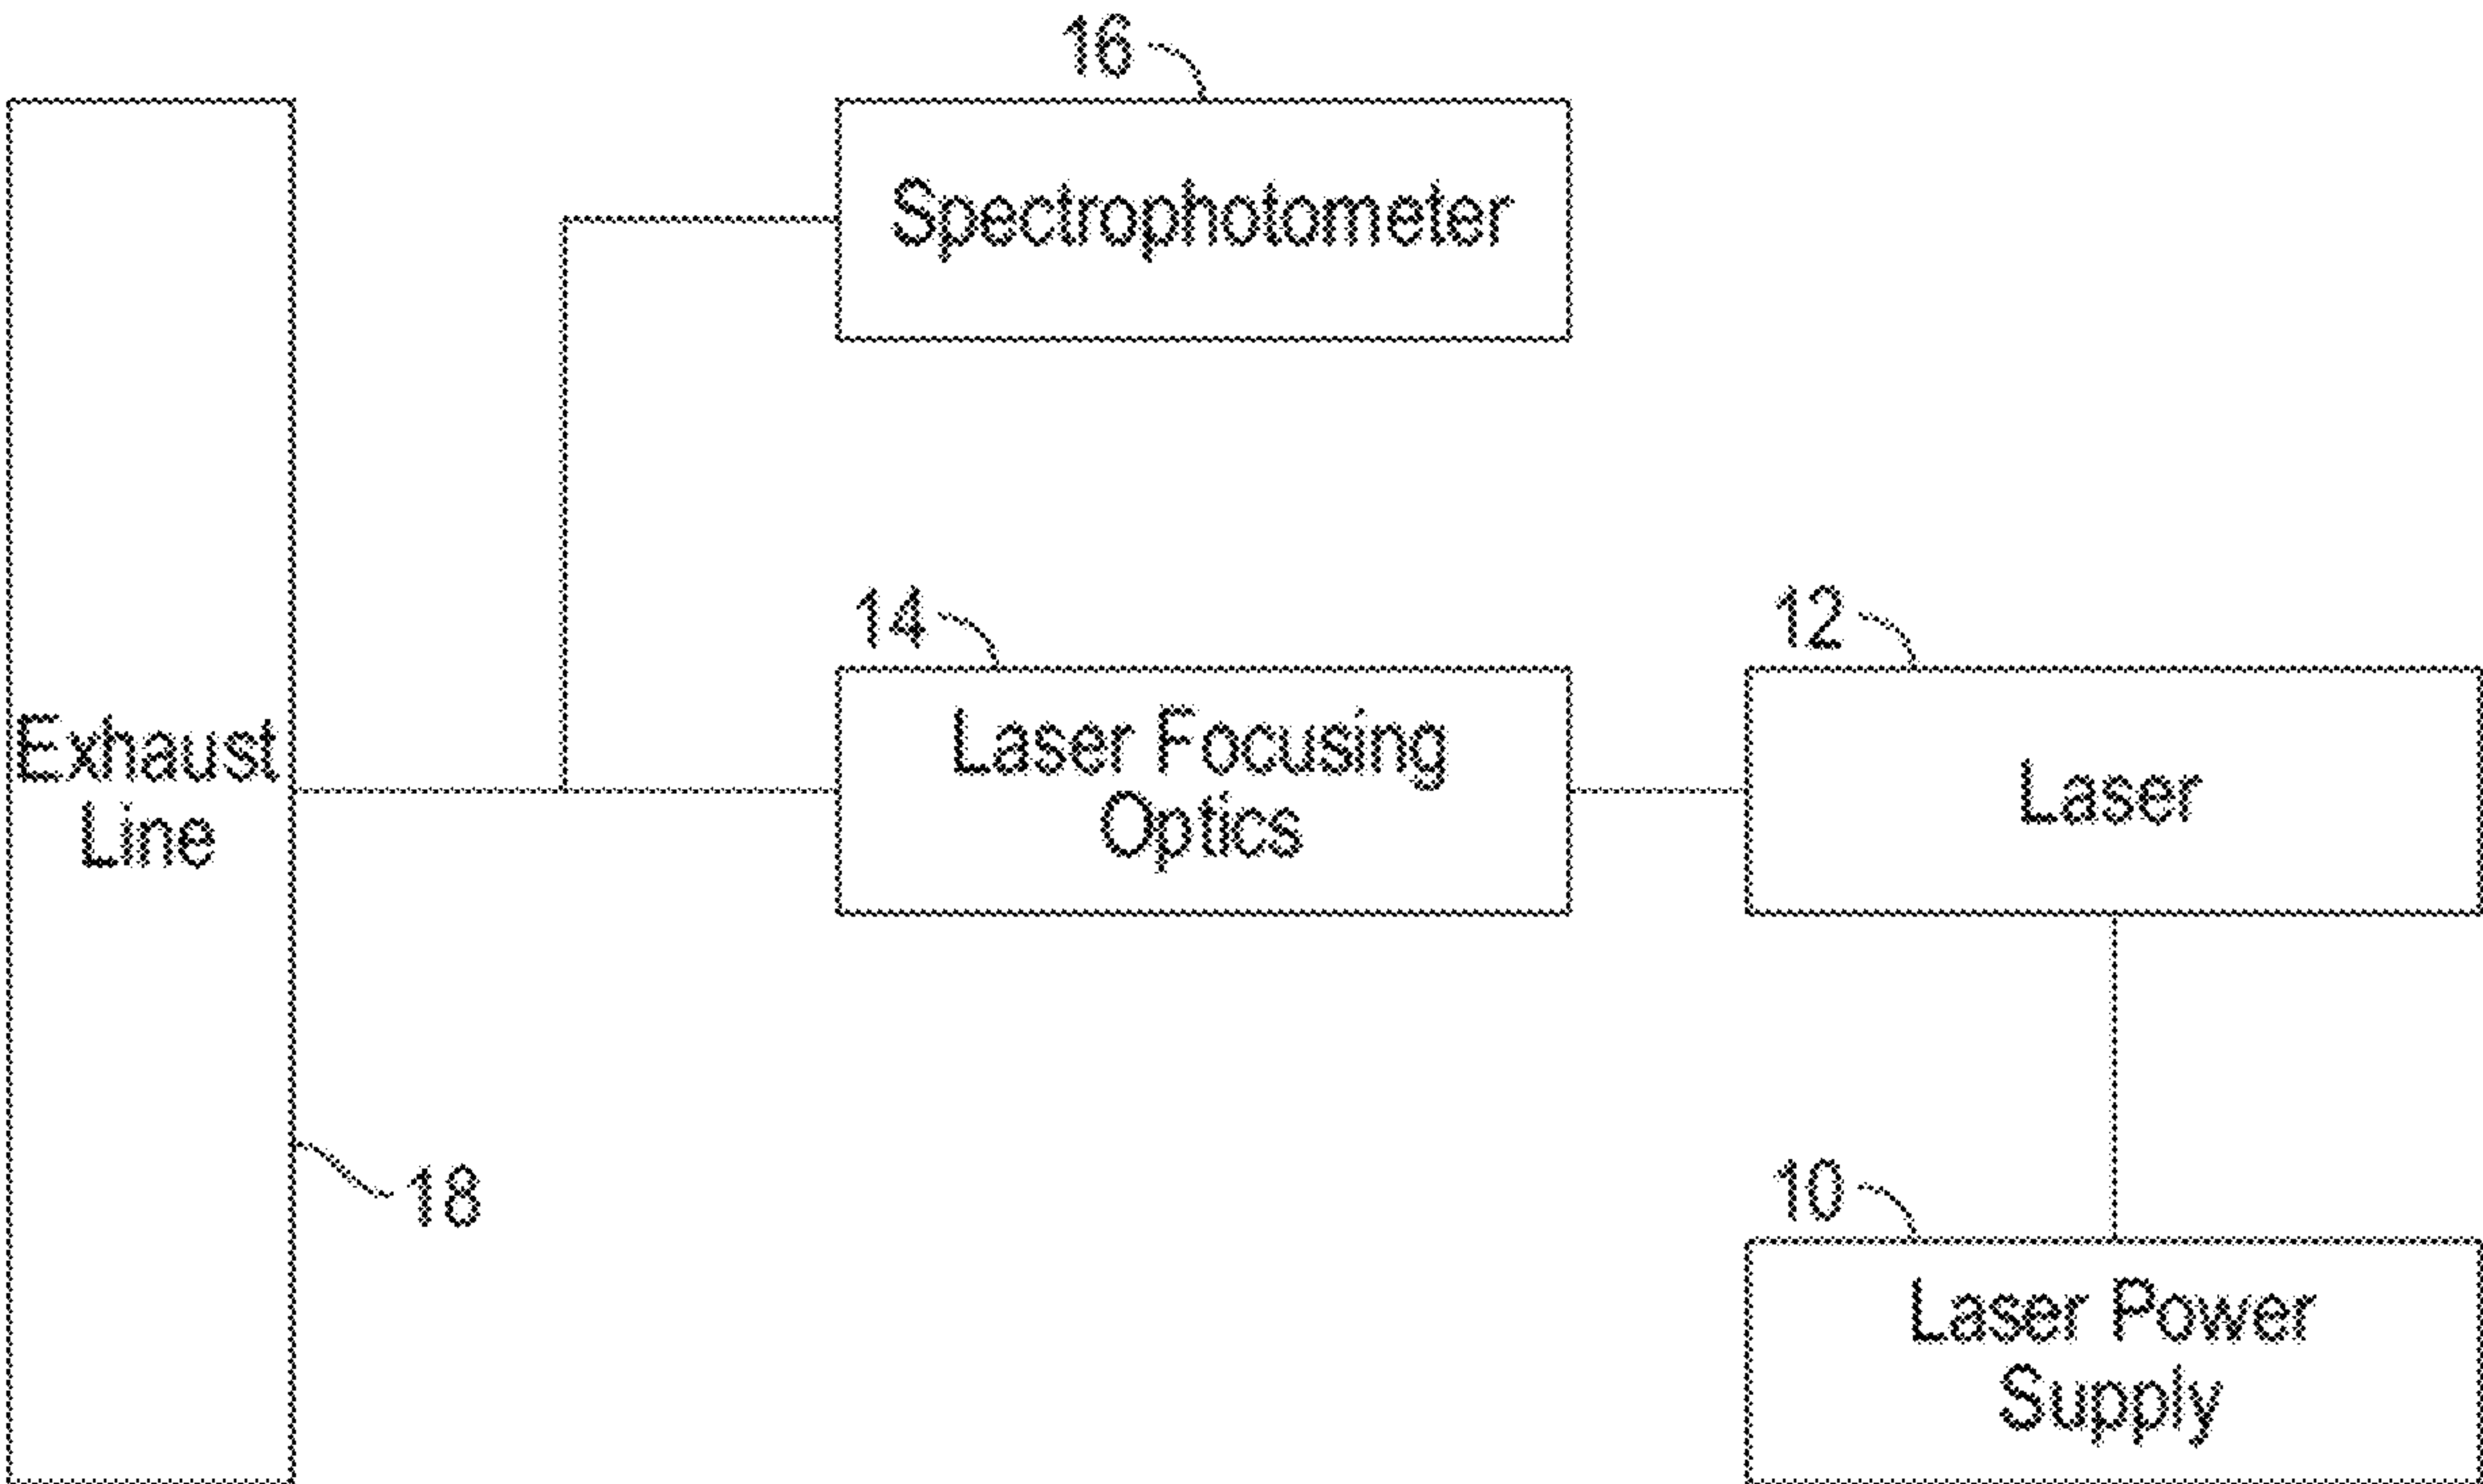 16
Spectrophotometer
14
12
Exhaust
Line
Laser Focusing
Optics
Laser
18
10
Laser Power
Supply